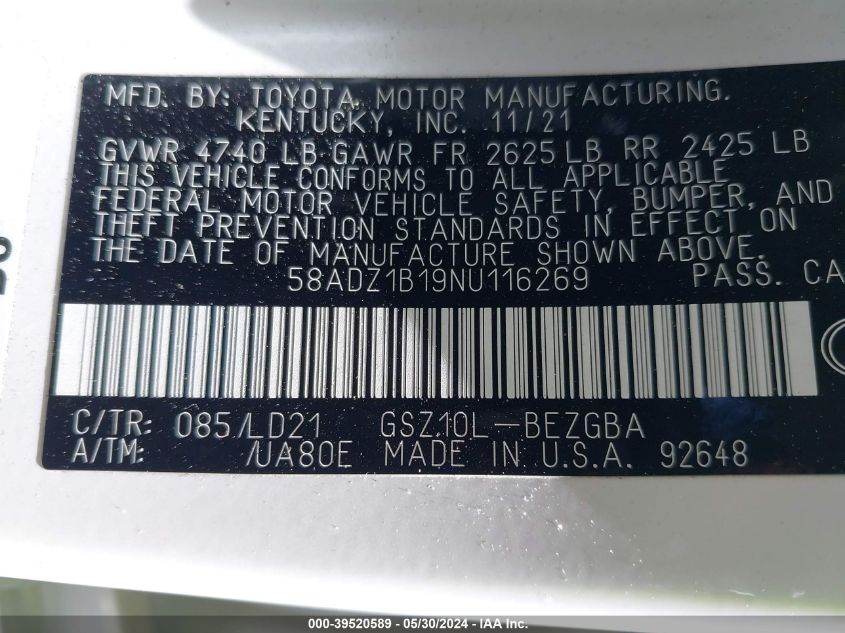 MFD. BY: TOYOTA MOTOR MANUFACTURING.
KENTUCKY, INC. 11/21
GVWR 4740 LB GAWR FR 2625 LB RR 2425 LB
THIS VEHICLE CONFORMS TO ALL APPLICABLE
FEDERAL MOTOR VEHICLE SAFETY, BUMPER, AND
THEFT PREVENTION STANDARDS IN EFFECT ON
THE DATE OF MANUFACTURE SHOWN ABOVE.
58ADZ1B19NU116269 PASS. CA
C/TR: 085/LD21 GSZ10L-BEZGBA
A/TM: /UA80E MADE IN U.S.A. 92648
000-39520589 - 05/30/2024 - IAA Inc.